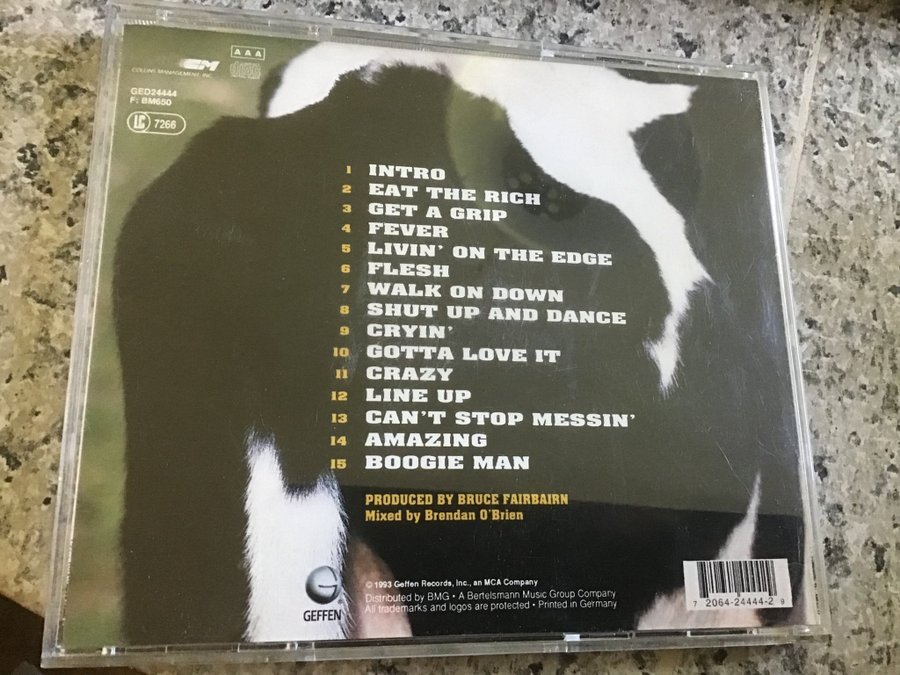 EM
COLLINS MANAGEMENT, INC.
AAA
GED24444
F: BM650
LC 7266
1 INTRO
2 EAT THE RICH
3 GET A GRIP
4 FEVER
5 LIVIN' ON THE EDGE
6 FLESH
7 WALK ON DOWN
8 SHUT UP AND DANCE
9 CRYIN'
10 GOTTA LOVE IT
11 CRAZY
12 LINE UP
13 CAN'T STOP MESSIN'
14 AMAZING
15 BOOGIE MAN
PRODUCED BY BRUCE FAIRBAIRN
Mixed by Brendan O'Brien
GEFFEN
© 1993 Geffen Records, Inc., an MCA Company
Distributed by BMG • A Bertelsmann Music Group Company
All trademarks and logos are protected • Printed in Germany
7 2064-24444-2 9